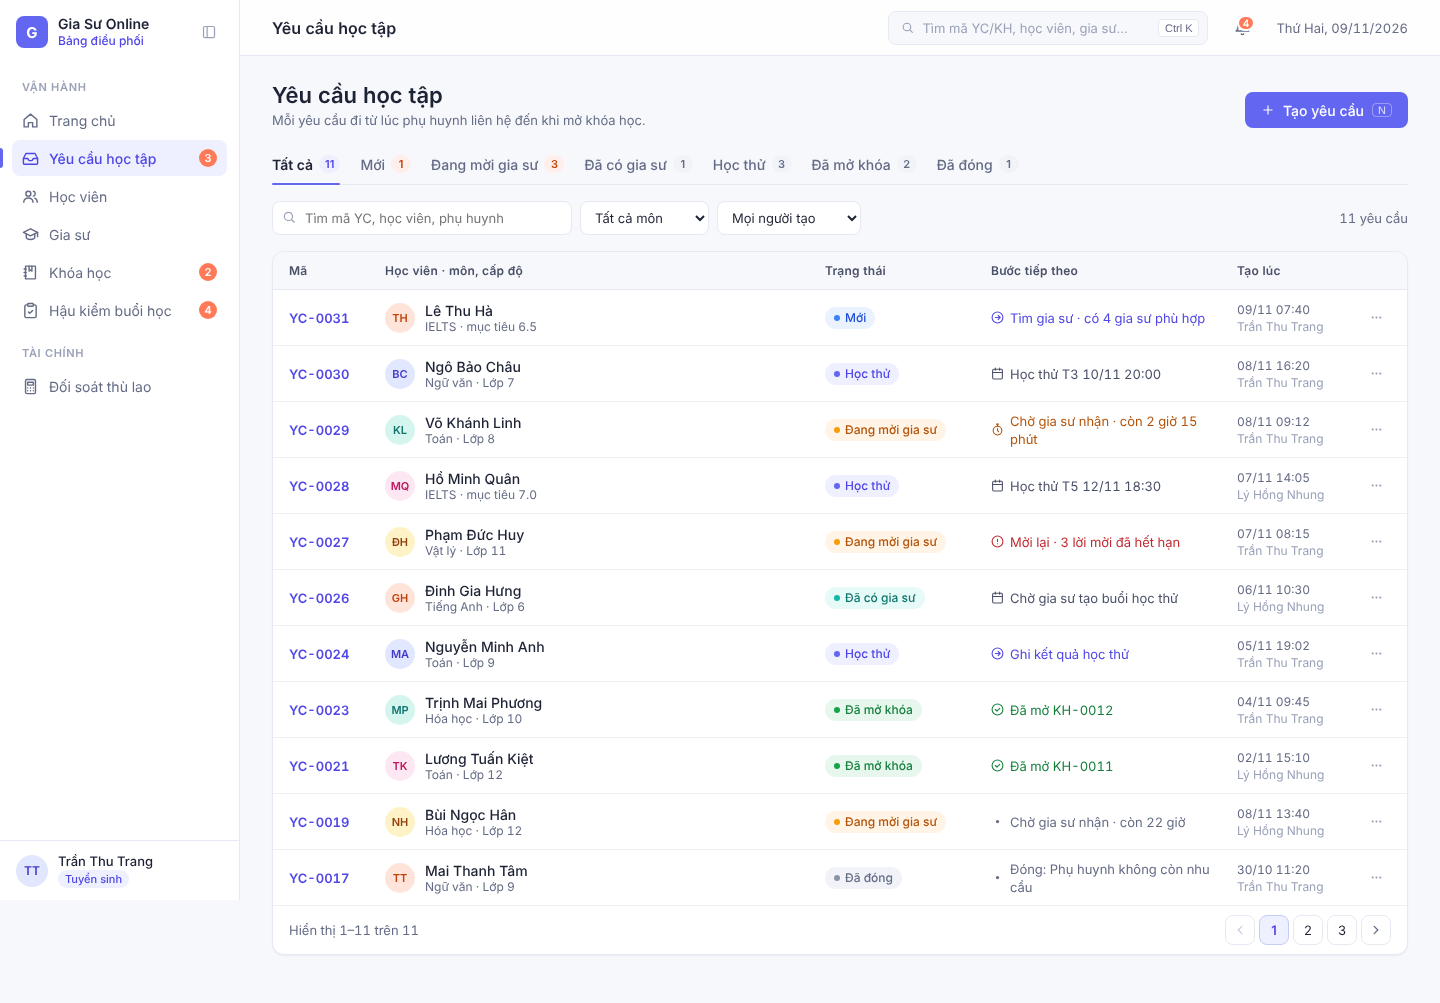 G
Gia Sư Online
Bảng điều phối
VẬN HÀNH
Trang chủ
Yêu cầu học tập 3
Học viên
Gia sư
Khóa học 2
Hậu kiểm buổi học 4
TÀI CHÍNH
Đối soát thù lao
TT
Trần Thu Trang
Tuyển sinh
Yêu cầu học tập
Tìm mã YC/KH, học viên, gia sư... Ctrl K
4
Thứ Hai, 09/11/2026
Yêu cầu học tập
Mỗi yêu cầu đi từ lúc phụ huynh liên hệ đến khi mở khóa học.
Tạo yêu cầu N
Tất cả 11 Mới 1 Đang mời gia sư 3 Đã có gia sư 1 Học thử 3 Đã mở khóa 2 Đã đóng 1
Tìm mã YC, học viên, phụ huynh Tất cả môn Mọi người tạo 11 yêu cầu
Mã Học viên · môn, cấp độ Trạng thái Bước tiếp theo Tạo lúc
YC-0031 TH Lê Thu Hà Mới Tìm gia sư · có 4 gia sư phù hợp 09/11 07:40
IELTS · mục tiêu 6.5 Trần Thu Trang
YC-0030 BC Ngô Bảo Châu Học thử Học thử T3 10/11 20:00 08/11 16:20
Ngữ văn · Lớp 7 Trần Thu Trang
YC-0029 KL Võ Khánh Linh Đang mời gia sư Chờ gia sư nhận · còn 2 giờ 15 08/11 09:12
Toán · Lớp 8 phút Trần Thu Trang
YC-0028 MQ Hồ Minh Quân Học thử Học thử T5 12/11 18:30 07/11 14:05
IELTS · mục tiêu 7.0 Lý Hồng Nhung
YC-0027 ĐH Phạm Đức Huy Đang mời gia sư Mời lại · 3 lời mời đã hết hạn 07/11 08:15
Vật lý · Lớp 11 Trần Thu Trang
YC-0026 GH Đinh Gia Hưng Đã có gia sư Chờ gia sư tạo buổi học thử 06/11 10:30
Tiếng Anh · Lớp 6 Lý Hồng Nhung
YC-0024 MA Nguyễn Minh Anh Học thử Ghi kết quả học thử 05/11 19:02
Toán · Lớp 9 Trần Thu Trang
YC-0023 MP Trịnh Mai Phương Đã mở khóa Đã mở KH-0012 04/11 09:45
Hóa học · Lớp 10 Trần Thu Trang
YC-0021 TK Lương Tuấn Kiệt Đã mở khóa Đã mở KH-0011 02/11 15:10
Toán · Lớp 12 Lý Hồng Nhung
YC-0019 NH Bùi Ngọc Hân Đang mời gia sư Chờ gia sư nhận · còn 22 giờ 08/11 13:40
Hóa học · Lớp 12 Lý Hồng Nhung
YC-0017 TT Mai Thanh Tâm Đã đóng Đóng: Phụ huynh không còn nhu 30/10 11:20
Ngữ văn · Lớp 9 cầu Trần Thu Trang
Hiển thị 1–11 trên 11 1 2 3